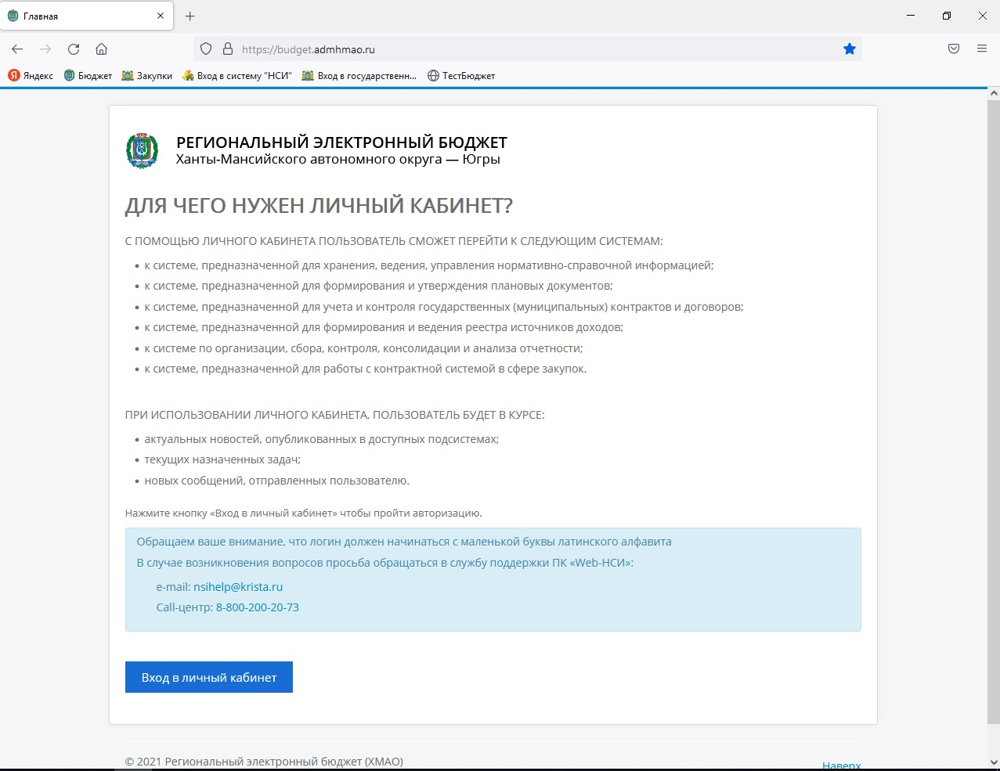 Главная
https://budget.admhmao.ru
Яндекс Бюджет Закупки Вход в систему "НСИ" Вход в государственн... ТестБюджет
РЕГИОНАЛЬНЫЙ ЭЛЕКТРОННЫЙ БЮДЖЕТ
Ханты-Мансийского автономного округа — Югры
ДЛЯ ЧЕГО НУЖЕН ЛИЧНЫЙ КАБИНЕТ?
С ПОМОЩЬЮ ЛИЧНОГО КАБИНЕТА ПОЛЬЗОВАТЕЛЬ СМОЖЕТ ПЕРЕЙТИ К СЛЕДУЮЩИМ СИСТЕМАМ:
• к системе, предназначенной для хранения, ведения, управления нормативно-справочной информацией;
• к системе, предназначенной для формирования и утверждения плановых документов;
• к системе, предназначенной для учета и контроля государственных (муниципальных) контрактов и договоров;
• к системе, предназначенной для формирования и ведения реестра источников доходов;
• к системе по организации, сбора, контроля, консолидации и анализа отчетности;
• к системе, предназначенной для работы с контрактной системой в сфере закупок.
ПРИ ИСПОЛЬЗОВАНИИ ЛИЧНОГО КАБИНЕТА, ПОЛЬЗОВАТЕЛЬ БУДЕТ В КУРСЕ:
• актуальных новостей, опубликованных в доступных подсистемах;
• текущих назначенных задач;
• новых сообщений, отправленных пользователю.
Нажмите кнопку «Вход в личный кабинет» чтобы пройти авторизацию.
Обращаем ваше внимание, что логин должен начинаться с маленькой буквы латинского алфавита
В случае возникновения вопросов просьба обращаться в службу поддержки ПК «Web-НСИ»:
e-mail: nsihelp@krista.ru
Call-центр: 8-800-200-20-73
Вход в личный кабинет
© 2021 Региональный электронный бюджет (ХМАО)
Наверх